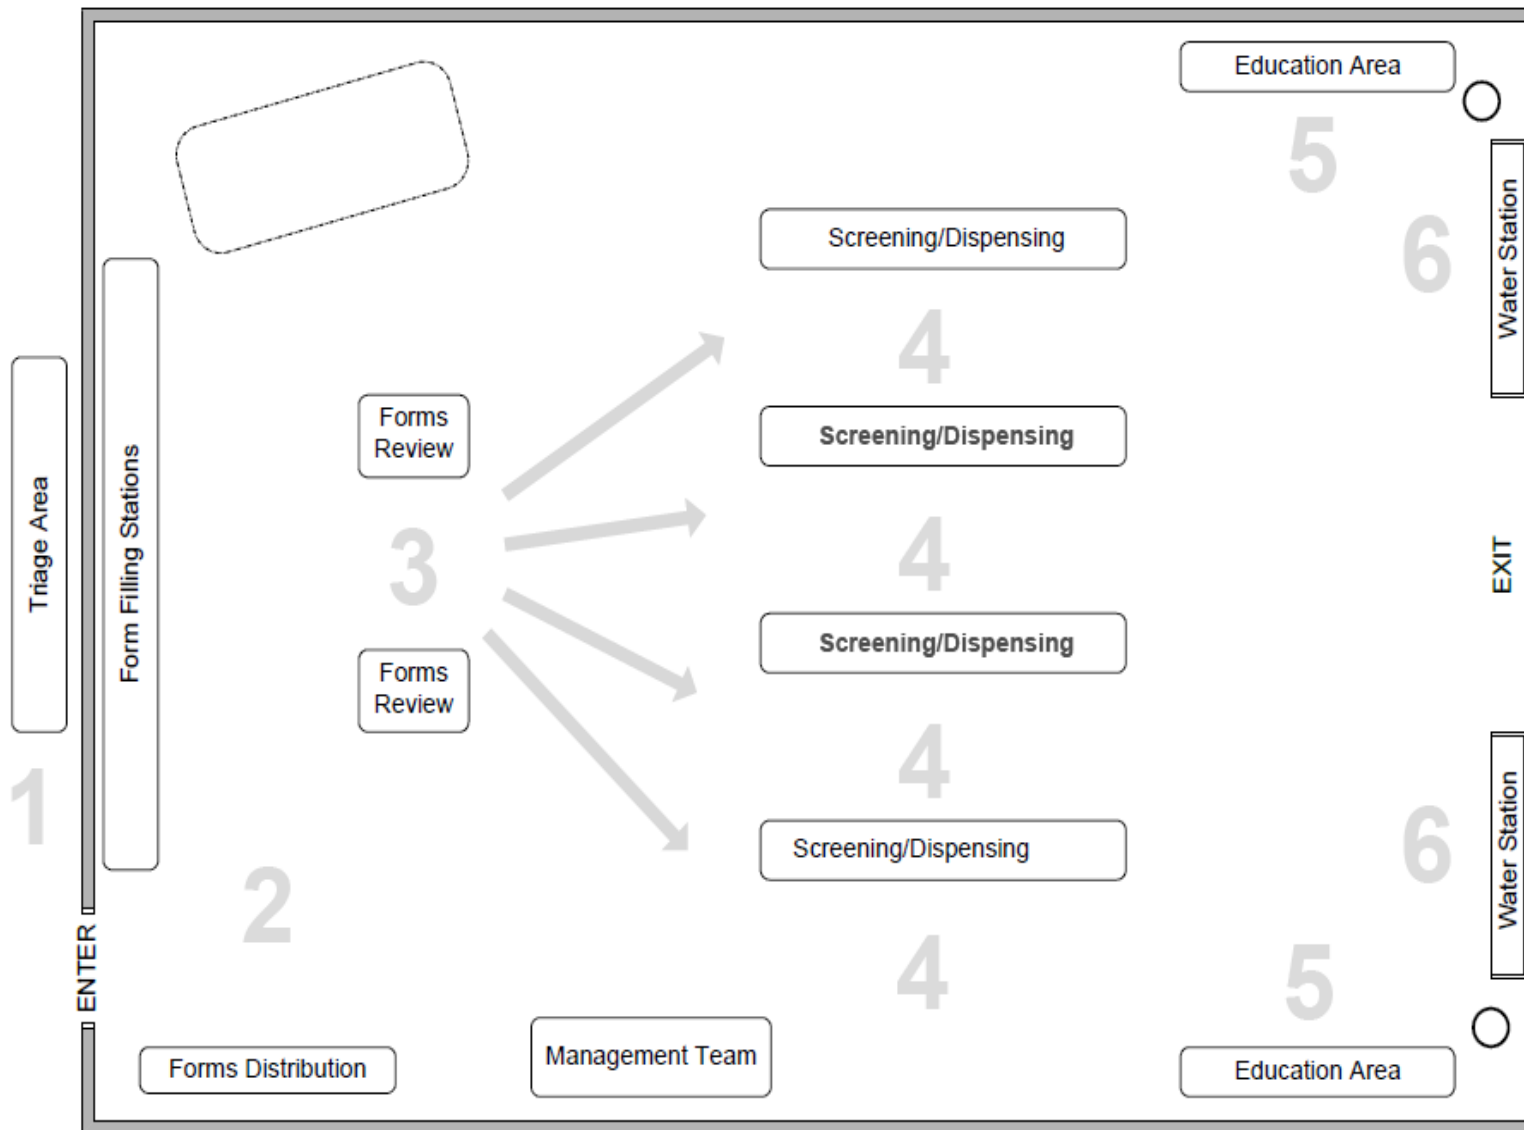 Education Area
5
Screening/Dispensing
6
Water Station
4
Forms
Review
Screening/Dispensing
Triage Area
Form Filling Stations
3
4
EXIT
Screening/Dispensing
Forms
Review
4
1
Screening/Dispensing
6
Water Station
2
ENTER
4
5
Management Team
Forms Distribution
Education Area